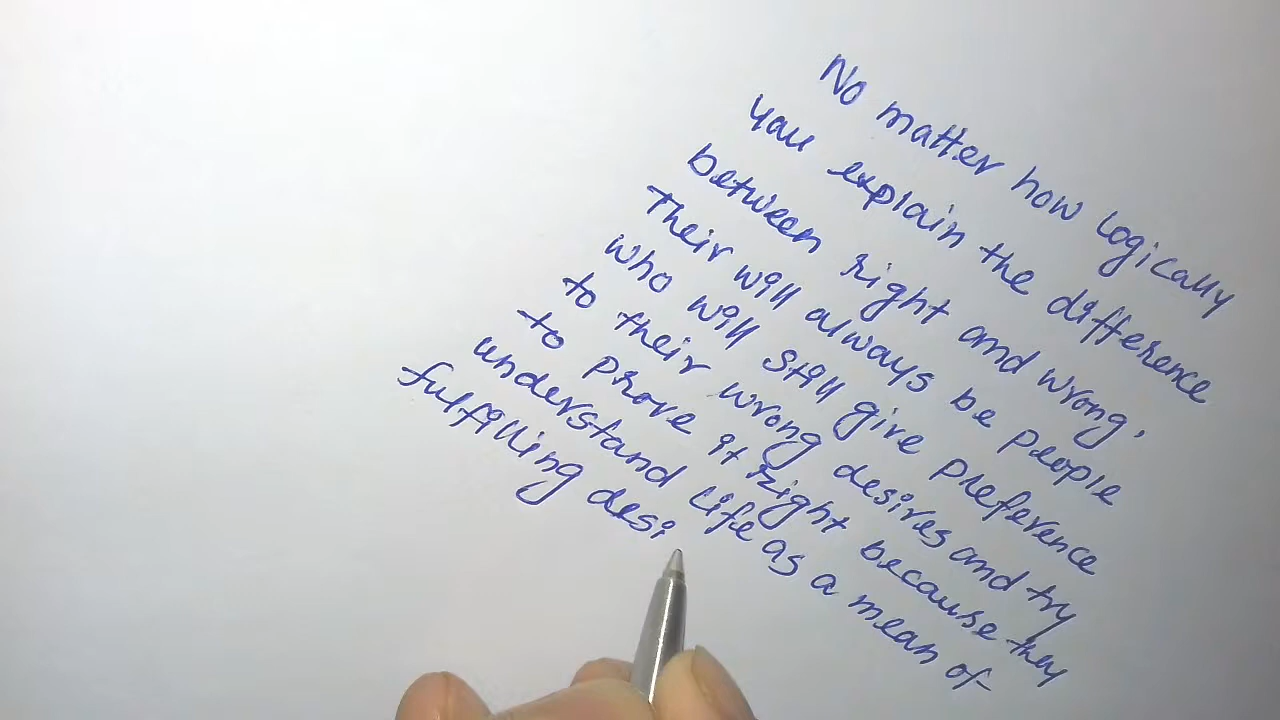 No matter how logically
you explain the difference
between right and wrong,
Their will always be people
who will still give preference
to their wrong desires and try
to prove it right because they
understand life as a mean of
fulfilling desi